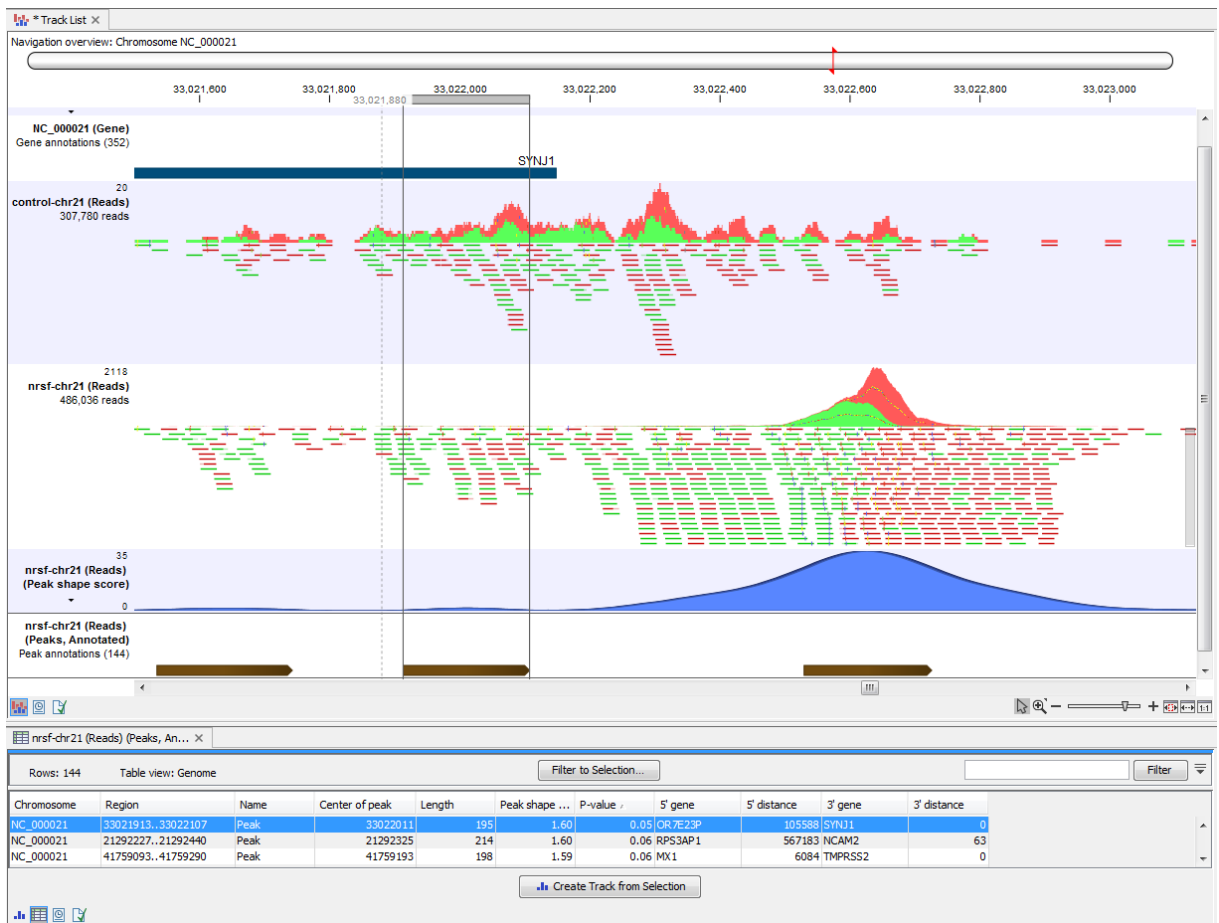 * Track List ×
Navigation overview: Chromosome NC_000021
33,021,600 33,021,800 33,022,000 33,022,200 33,022,400 33,022,600 33,022,800 33,023,000
33,021,880
NC_000021 (Gene)
Gene annotations (352)
SYNJ1
20
control-chr21 (Reads)
307,780 reads
2118
nrsf-chr21 (Reads)
486,036 reads
35
nrsf-chr21 (Reads)
(Peak shape score)
0
nrsf-chr21 (Reads)
(Peaks, Annotated)
Peak annotations (144)
1:1
nrsf-chr21 (Reads) (Peaks, An... ×
Rows: 144 Table view: Genome Filter to Selection... Filter
Chromosome Region Name Center of peak Length Peak shape ... P-value 5' gene 5' distance 3' gene 3' distance
NC_000021 33021913..33022107 Peak 33022011 195 1.60 0.05 OR7E23P 105588 SYNJ1 0
NC_000021 21292227..21292440 Peak 21292325 214 1.60 0.06 RPS3AP1 567183 NCAM2 63
NC_000021 41759093..41759290 Peak 41759193 198 1.59 0.06 MX1 6084 TMPRSS2 0
Create Track from Selection